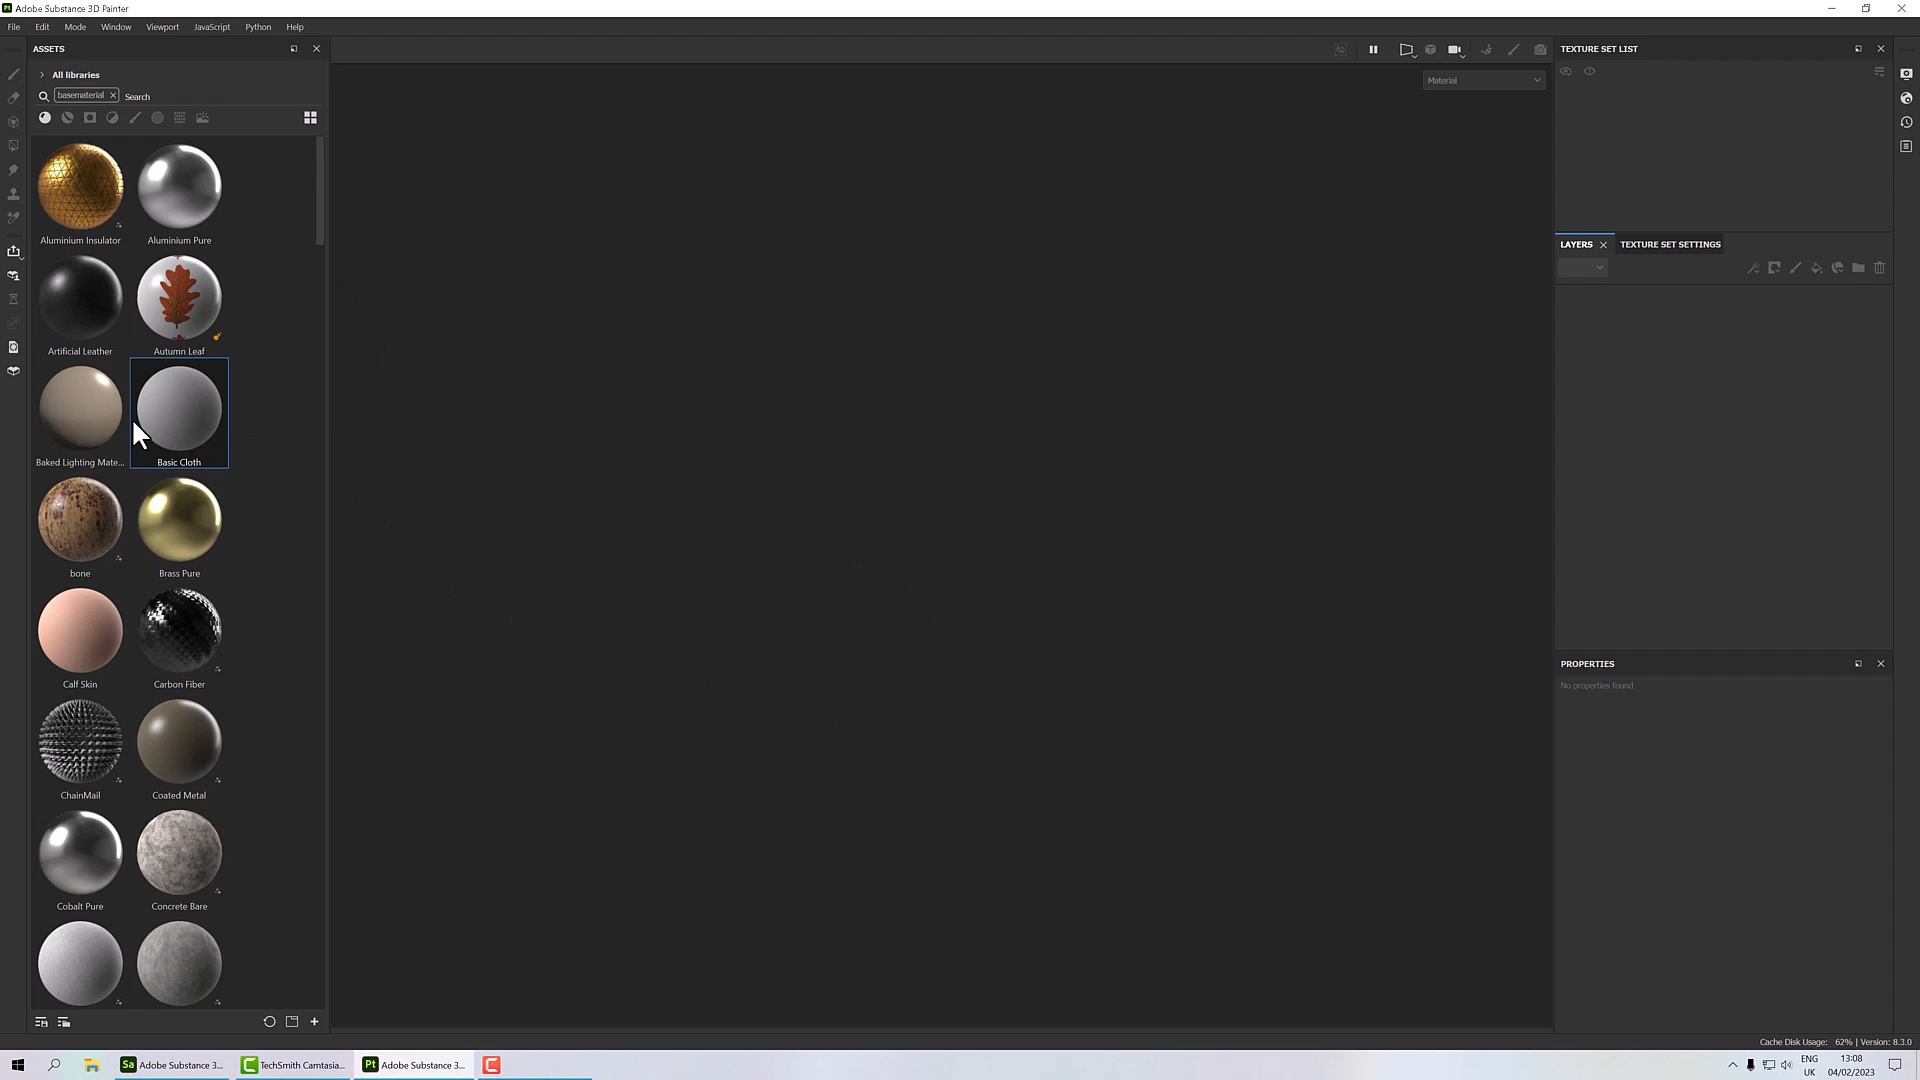 Adobe Substance 3D Painter
File Edit Mode Window Viewport JavaScript Python Help
ASSETS
All libraries
basematerial Search
Aluminium Insulator Aluminium Pure
Artificial Leather Autumn Leaf
Baked Lighting Mate... Basic Cloth
bone Brass Pure
Calf Skin Carbon Fiber
ChainMail Coated Metal
Cobalt Pure Concrete Bare
Material
TEXTURE SET LIST
LAYERS TEXTURE SET SETTINGS
PROPERTIES
No properties found
Cache Disk Usage: 62% | Version: 8.3.0
Sa Adobe Substance 3... TechSmith Camtasia... Pt Adobe Substance 3...
ENG
UK
13:08
04/02/2023